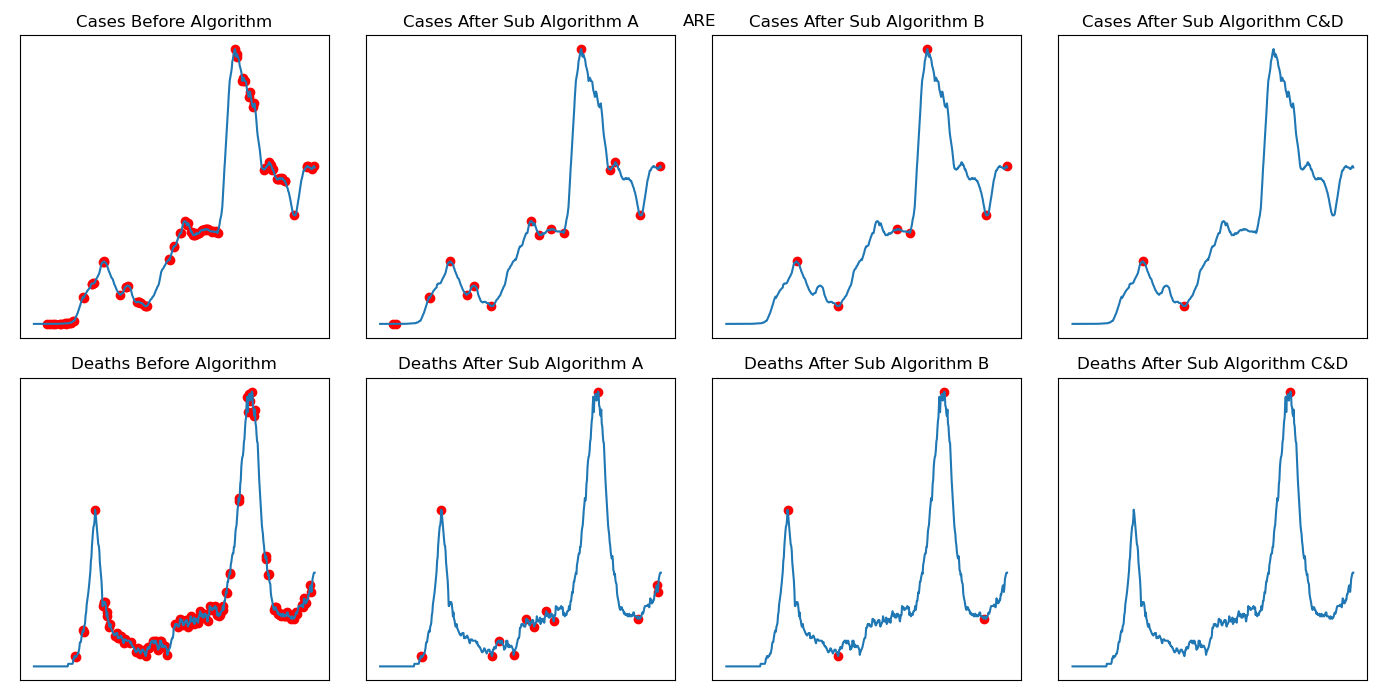 ARE
Cases Before Algorithm
Cases After Sub Algorithm A
Cases After Sub Algorithm B
Cases After Sub Algorithm C&D
Deaths Before Algorithm
Deaths After Sub Algorithm A
Deaths After Sub Algorithm B
Deaths After Sub Algorithm C&D